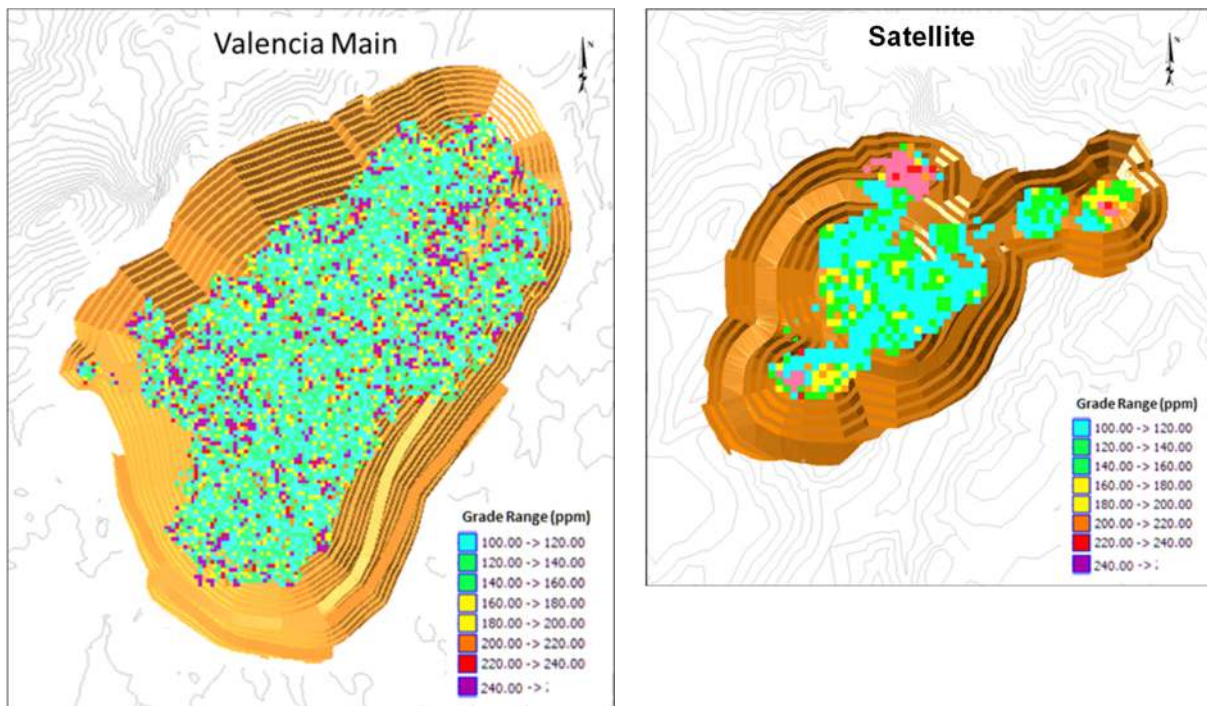 Valencia Main
N
Grade Range (ppm)
100.00 -> 120.00
120.00 -> 140.00
140.00 -> 160.00
160.00 -> 180.00
180.00 -> 200.00
200.00 -> 220.00
220.00 -> 240.00
240.00 -> :
Satellite
N
Grade Range (ppm)
100.00 -> 120.00
120.00 -> 140.00
140.00 -> 160.00
160.00 -> 180.00
180.00 -> 200.00
200.00 -> 220.00
220.00 -> 240.00
240.00 -> :